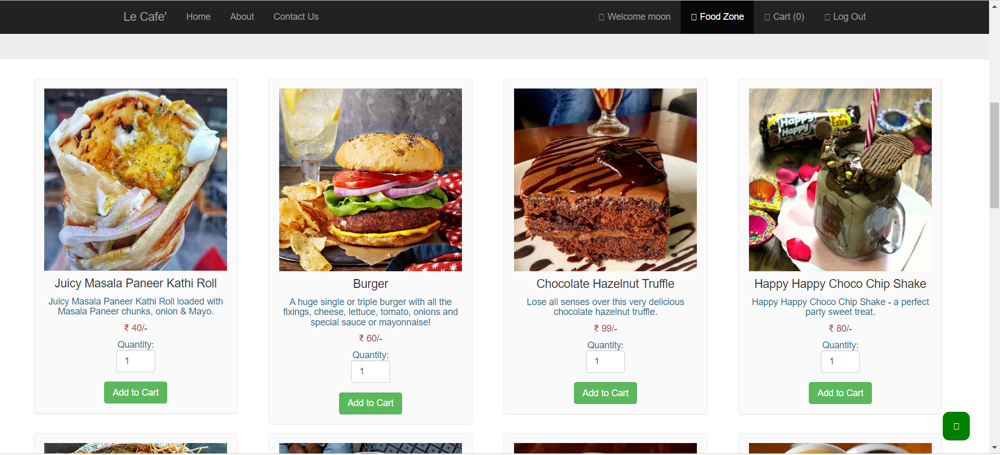 Le Cafe' Home About Contact Us Welcome moon Food Zone Cart (0) Log Out
Happy
Happy
Extra
Juicy Masala Paneer Kathi Roll
Juicy Masala Paneer Kathi Roll loaded with
Masala Paneer chunks, onion & Mayo.
₹ 40/-
Quantity:
1
Add to Cart
Burger
A huge single or triple burger with all the
fixings, cheese, lettuce, tomato, onions and
special sauce or mayonnaise!
₹ 60/-
Quantity:
1
Add to Cart
Chocolate Hazelnut Truffle
Lose all senses over this very delicious
chocolate hazelnut truffle.
₹ 99/-
Quantity:
1
Add to Cart
Happy Happy Choco Chip Shake
Happy Happy Choco Chip Shake - a perfect
party sweet treat.
₹ 80/-
Quantity:
1
Add to Cart